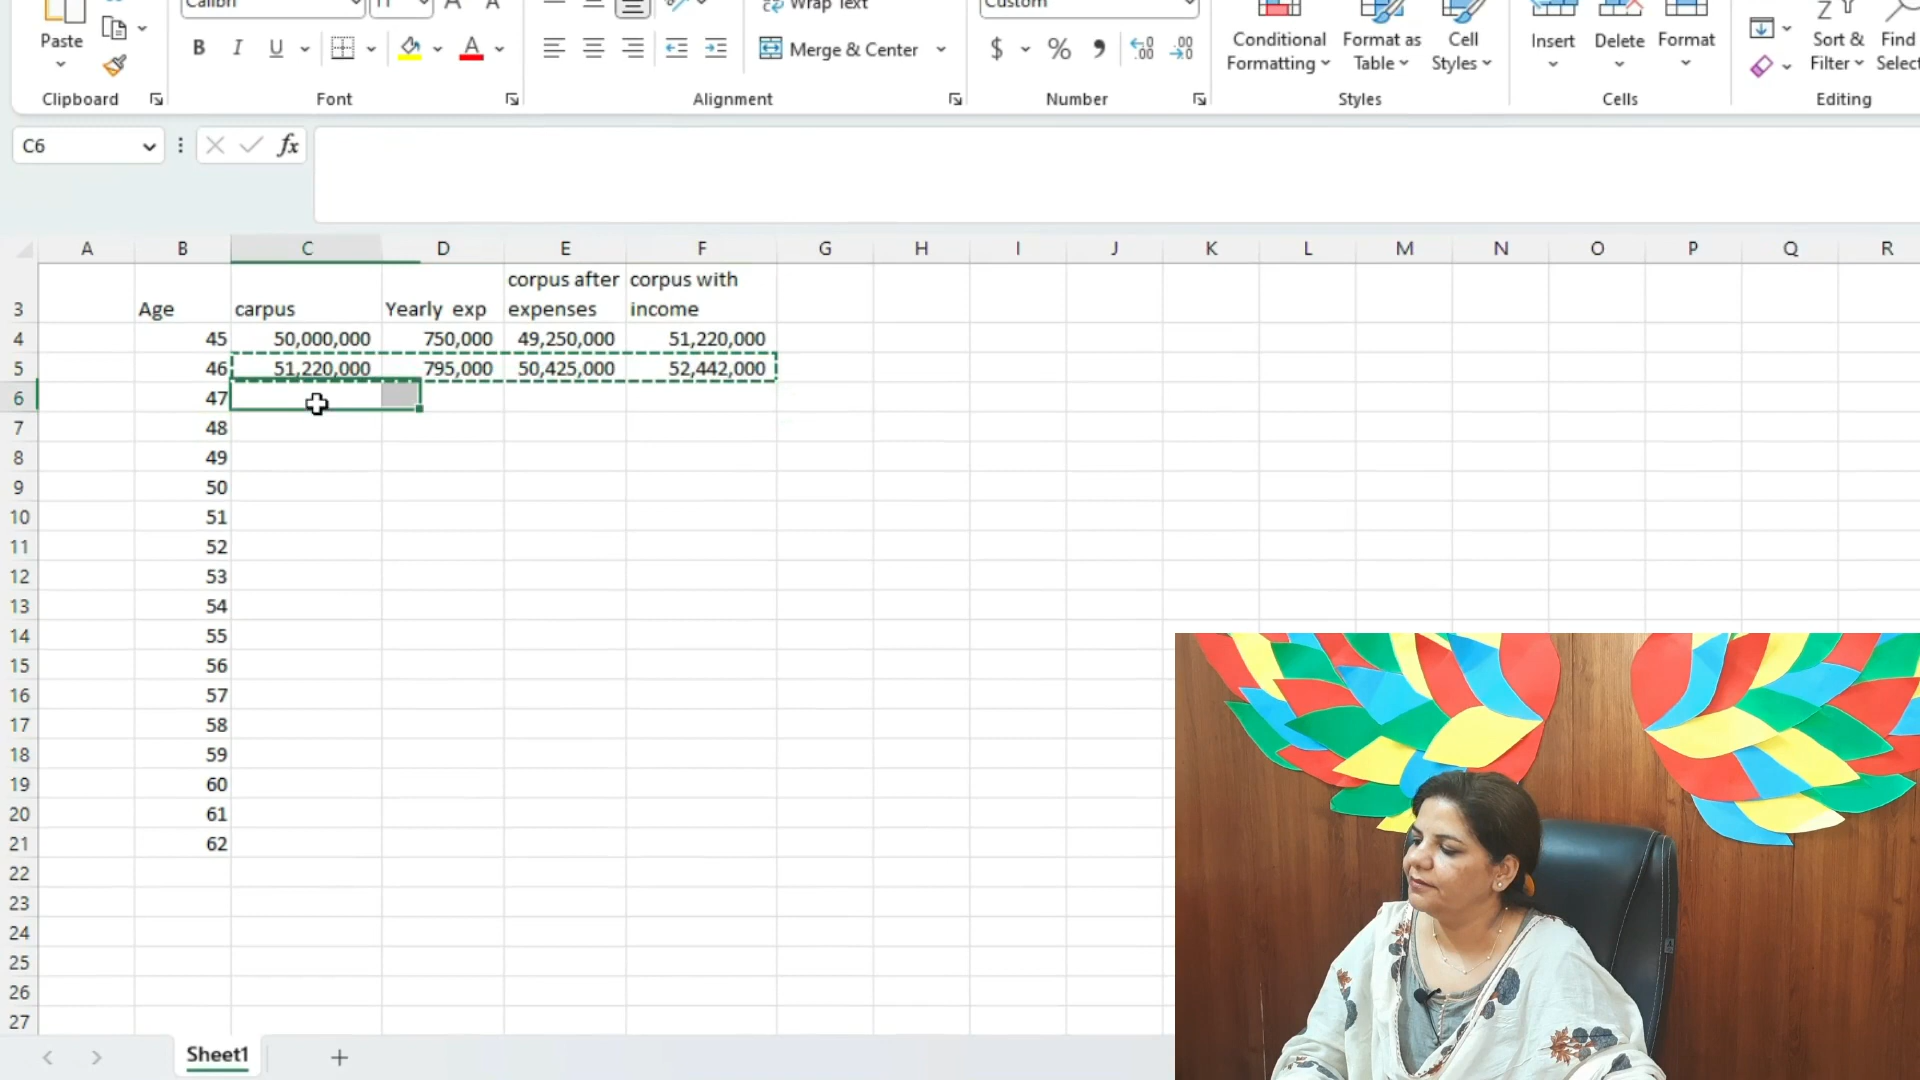 Calibri
11
Wrap Text
Custom
Paste
B I U
A
Merge & Center
$ % 9
Conditional Formatting
Format as Table
Cell Styles
Insert
Delete
Format
Sort & Filter
Find
Select
Clipboard
Font
Alignment
Number
Styles
Cells
Editing
C6
fx
A B C D E F G H I J K L M N O P Q R
corpus after corpus with
3 Age carpus Yearly exp expenses income
4 45 50,000,000 750,000 49,250,000 51,220,000
5 46 51,220,000 795,000 50,425,000 52,442,000
6 47
7 48
8 49
9 50
10 51
11 52
12 53
13 54
14 55
15 56
16 57
17 58
18 59
19 60
20 61
21 62
22
23
24
25
26
27
Sheet1